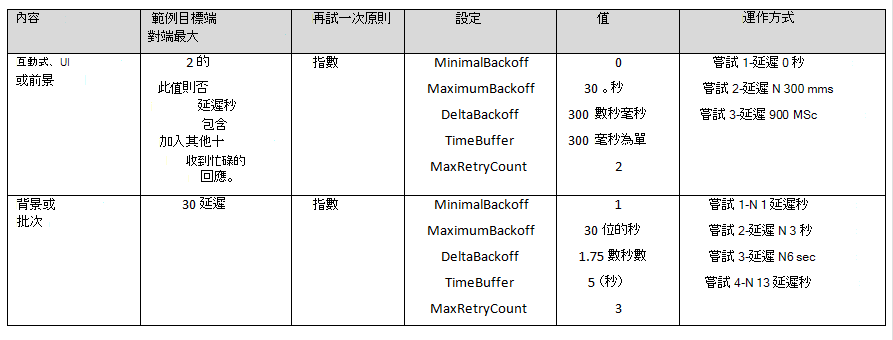 內容
範例目標端
對端最大
再試一次原則
設定
值
運作方式
互動式、UI
或前景
2 的
此值則否
延遲秒
包含
加入其他十
收到忙碌的
回應。
指數
MinimalBackoff
MaximumBackoff
DeltaBackoff
TimeBuffer
MaxRetryCount
0
30 。秒
300 數秒毫秒
300 毫秒為單
2
嘗試 1-延遲 0 秒
嘗試 2-延遲 N 300 mms
嘗試 3-延遲 900 MSc
背景或
批次
30 延遲
指數
MinimalBackoff
MaximumBackoff
DeltaBackoff
TimeBuffer
MaxRetryCount
1
30 位的秒
1.75 數秒數
5（秒）
3
嘗試 1-N 1 延遲秒
嘗試 2-延遲 N 3 秒
嘗試 3-延遲 N6 sec
嘗試 4-N 13 延遲秒